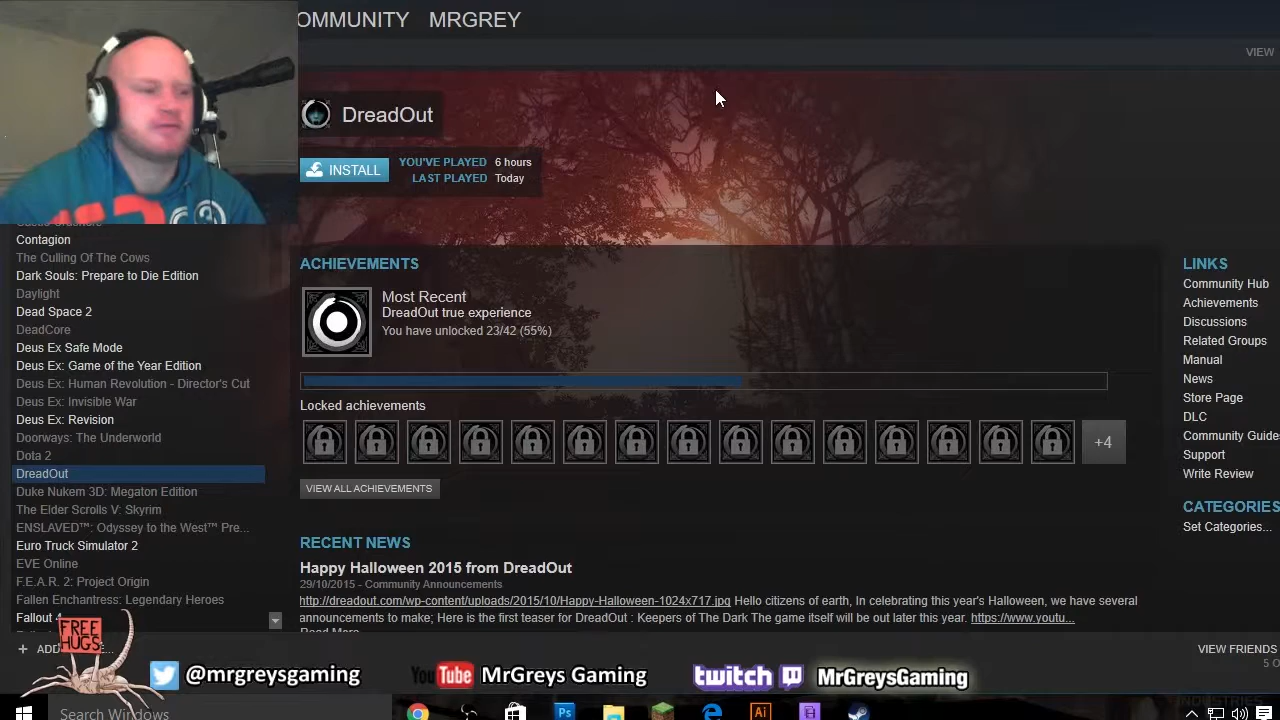 OMMUNITY MRGREY
VIEW
DreadOut
INSTALL
YOU'VE PLAYED 6 hours
LAST PLAYED Today
Contagion
The Culling Of The Cows
Dark Souls: Prepare to Die Edition
Daylight
Dead Space 2
DeadCore
Deus Ex Safe Mode
Deus Ex: Game of the Year Edition
Deus Ex: Human Revolution - Director's Cut
Deus Ex: Invisible War
Deus Ex: Revision
Doorways: The Underworld
Dota 2
DreadOut
Duke Nukem 3D: Megaton Edition
The Elder Scrolls V: Skyrim
ENSLAVED™: Odyssey to the West™ Pre...
Euro Truck Simulator 2
EVE Online
F.E.A.R. 2: Project Origin
Fallen Enchantress: Legendary Heroes
Fallout 4
ACHIEVEMENTS
Most Recent
DreadOut true experience
You have unlocked 23/42 (55%)
Locked achievements
+4
VIEW ALL ACHIEVEMENTS
RECENT NEWS
Happy Halloween 2015 from DreadOut
29/10/2015 - Community Announcements
http://dreadout.com/wp-content/uploads/2015/10/Happy-Halloween-1024x717.jpg Hello citizens of earth, In celebrating this year's Halloween, we have several
announcements to make; Here is the first teaser for DreadOut : Keepers of The Dark The game itself will be out later this year. https://www.youtu...
Read More
LINKS
Community Hub
Achievements
Discussions
Related Groups
Manual
News
Store Page
DLC
Community Guide
Support
Write Review
CATEGORIES
Set Categories...
FREE
HUGS
+ ADD
VIEW FRIENDS
5 O
@mrgreysgaming
YouTube MrGreys Gaming
twitch MrGreysGaming
Search Windows
Ps
Ai